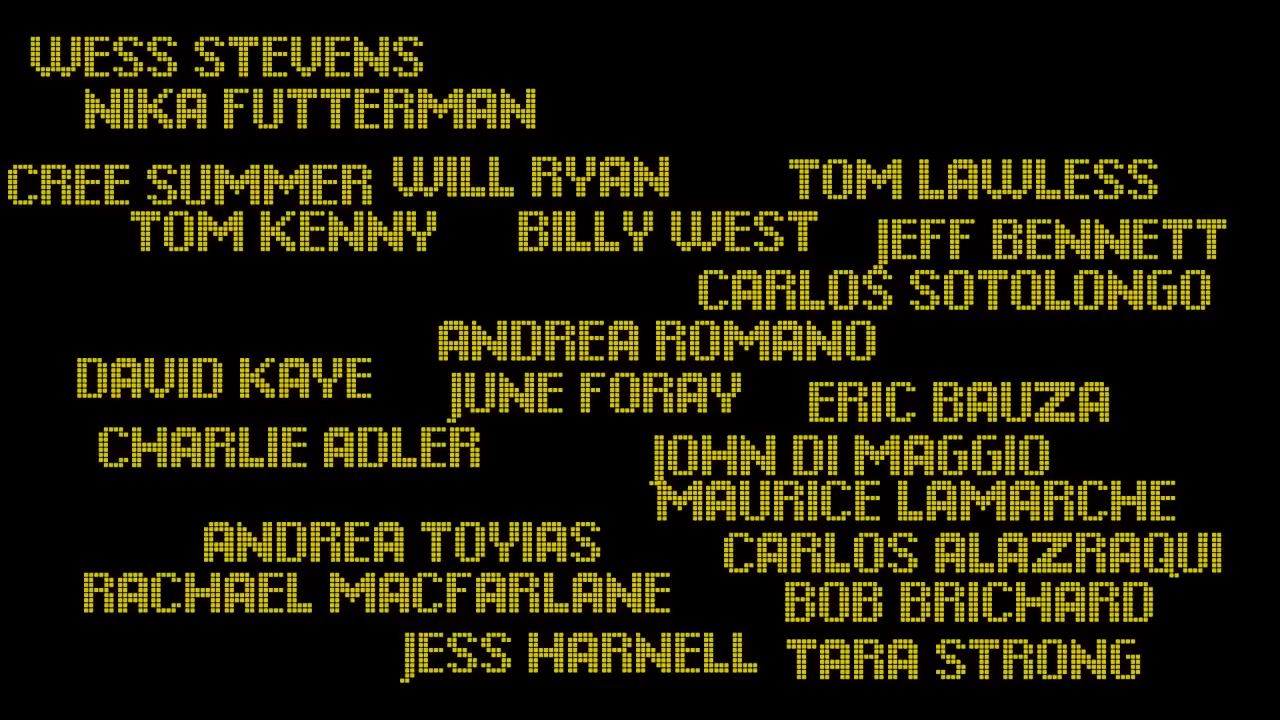 WESS STEVENS
NIKA FUTTERMAN
CREE SUMMER
WILL RYAN
TOM LAWLESS
TOM KENNY
BILLY WEST
JEFF BENNETT
CARLOS SOTOLONGO
ANDREA ROMANO
DAVID KAYE
JUNE FORAY
ERIC BAUZA
CHARLIE ADLER
JOHN DI MAGGIO
MAURICE LAMARCHE
ANDREA TOYIAS
CARLOS ALAZRAQUI
RACHAEL MACFARLANE
BOB BRICHARD
JESS HARNELL
TARA STRONG